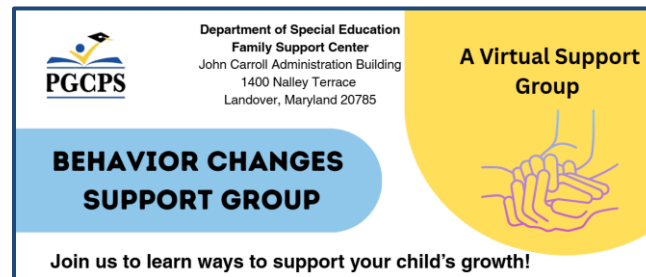 PGCPS
Department of Special Education
Family Support Center
John Carroll Administration Building
1400 Nalley Terrace
Landover, Maryland 20785
A Virtual Support
Group
BEHAVIOR CHANGES
SUPPORT GROUP
Join us to learn ways to support your child's growth!